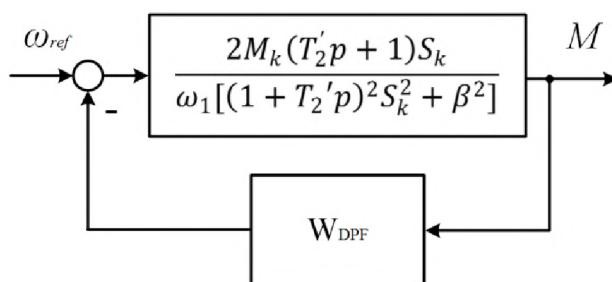 ω_ref
2M_k(T_2'p + 1)S_k
M
ω_1[(1 + T_2'p)^2 S_k^2 + β^2]
-
W_DPF